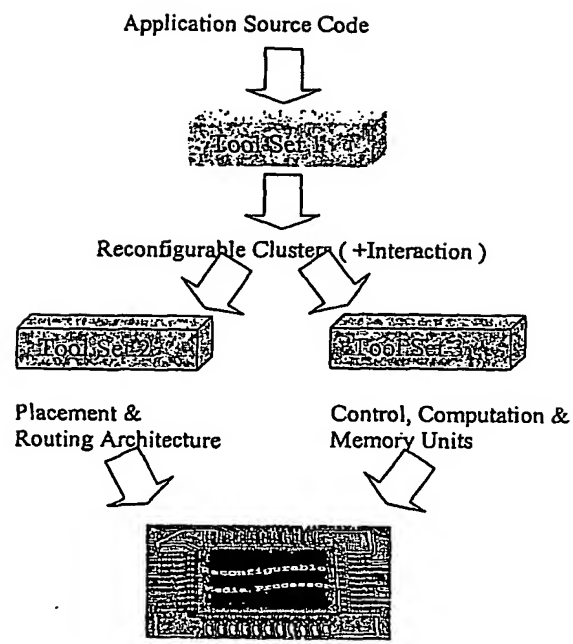 Application Source Code
Tool Set 1
Reconfigurable Clusters ( +Interaction )
Tool Set 2
Tool Set 3
Placement &
Routing Architecture
Control, Computation &
Memory Units
Reconfigurable
Media Processor